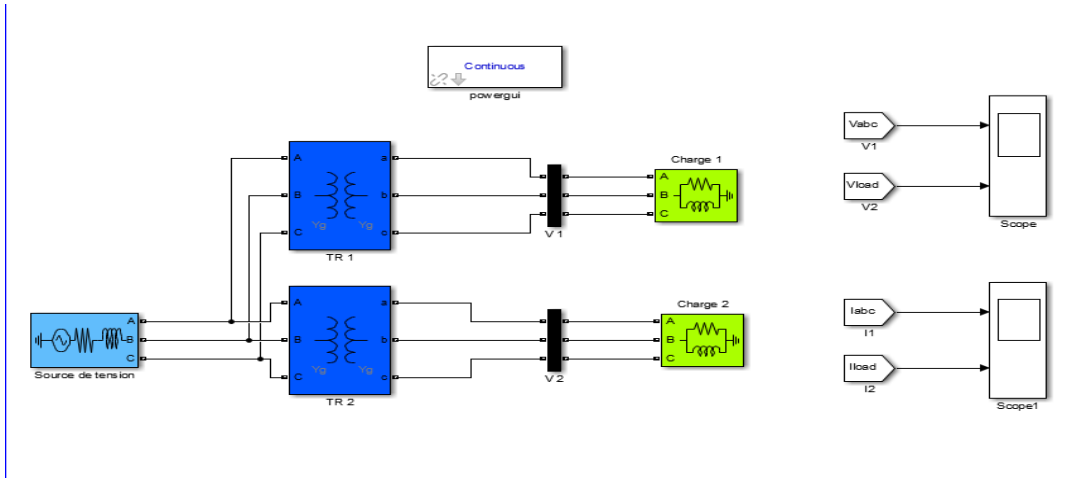 Continuous
powergui
A
B
C
Yg
Yg
a
b
c
TR 1
V 1
Charge 1
A
B
C
Source de tension
A
B
C
A
B
C
Yg
Yg
a
b
c
TR 2
V 2
Charge 2
A
B
C
Vabc
V1
Vload
V2
Scope
Iabc
I1
Iload
I2
Scope1